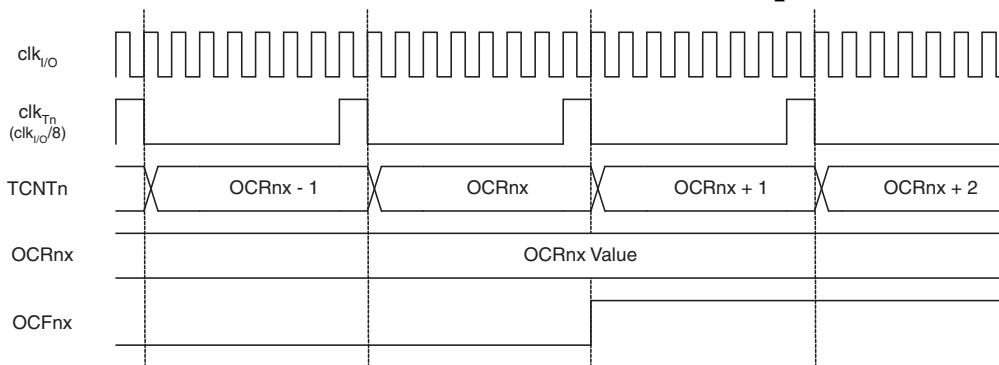 clkI/O
clkTn
(clkI/O/8)
TCNTn OCRnx - 1 OCRnx OCRnx + 1 OCRnx + 2
OCRnx OCRnx Value
OCFnx